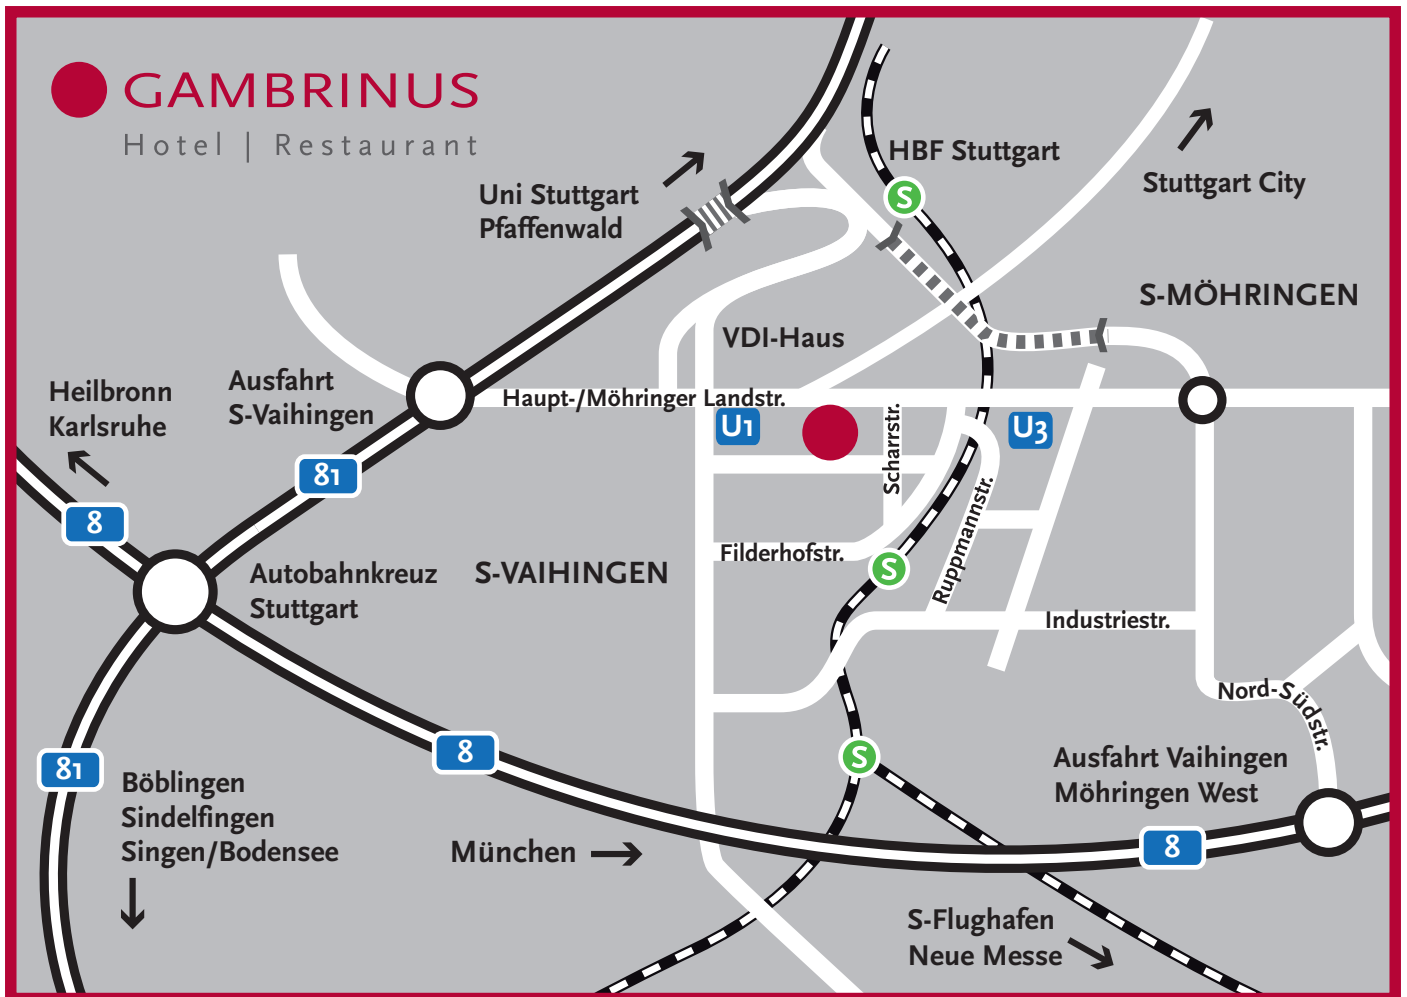 GAMBRINUS
Hotel | Restaurant
HBF Stuttgart
S
Stuttgart City
Uni Stuttgart
Pfaffenwald
S-MÖHRINGEN
VDI-Haus
Heilbronn
Karlsruhe
Ausfahrt
S-Vaihingen
Haupt-/Möhringer Landstr.
U1
U3
Scharrstr.
81
8
Ruppmannstr.
Filderhofstr.
S
Autobahnkreuz
Stuttgart
S-VAIHINGEN
Industriestr.
Nord-Südstr.
81
8
S
Böblingen
Sindelfingen
Singen/Bodensee
Ausfahrt Vaihingen
Möhringen West
München
8
S-Flughafen
Neue Messe